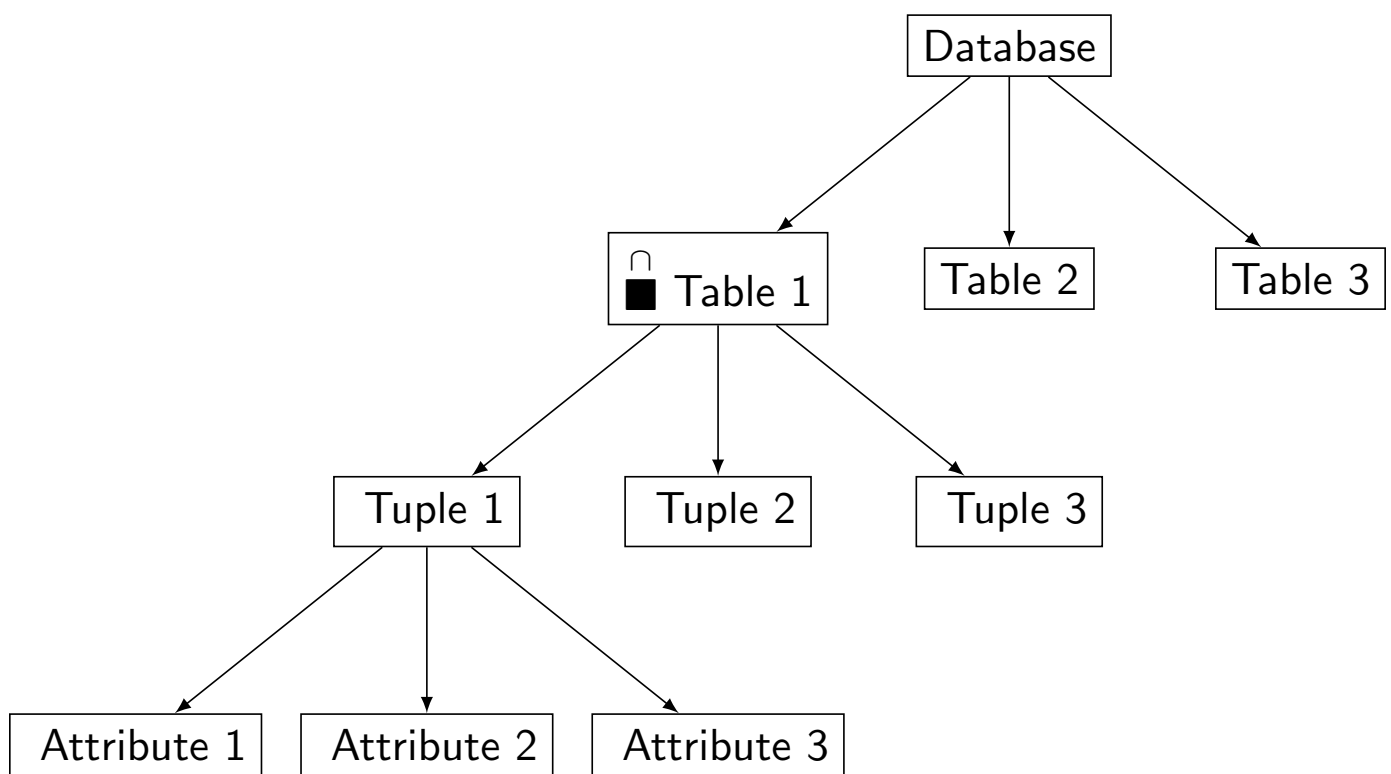 Database
Table 1
Table 2
Table 3
Tuple 1
Tuple 2
Tuple 3
Attribute 1
Attribute 2
Attribute 3